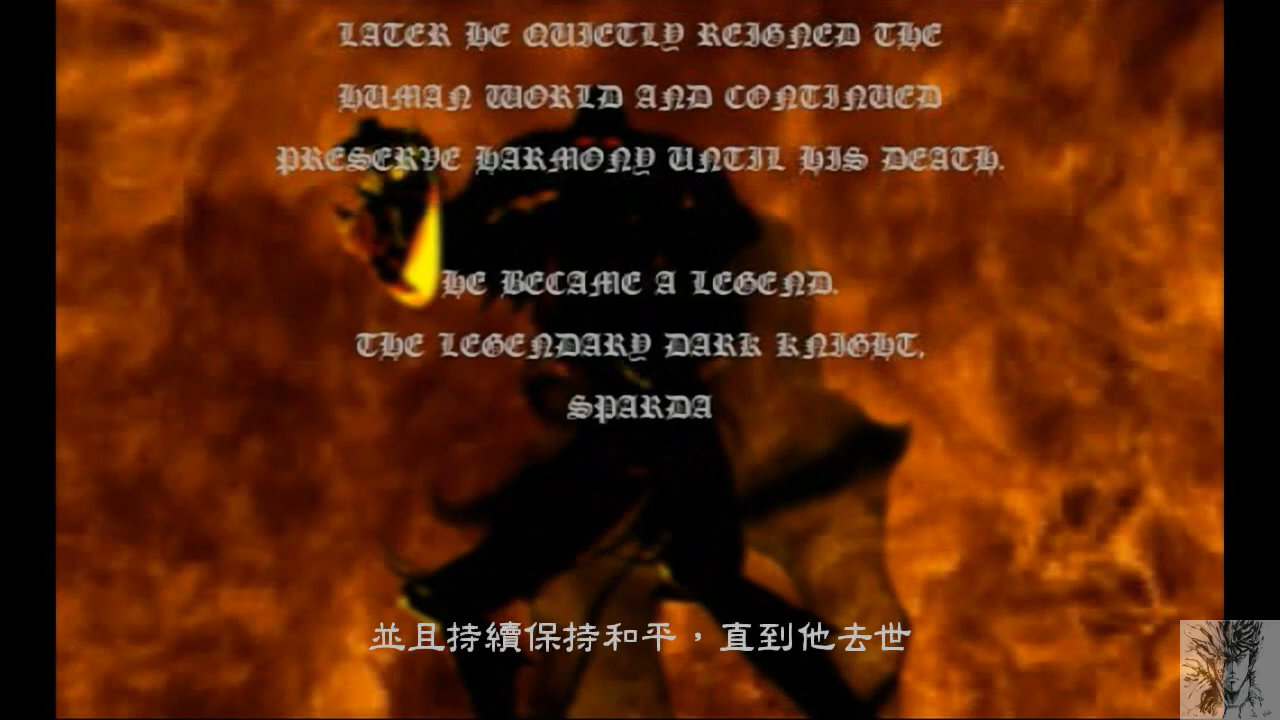 LATER HE QUIETLY REIGNED THE
HUMAN WORLD AND CONTINUED
PRESERVE HARMONY UNTIL HIS DEATH.
HE BECAME A LEGEND.
THE LEGENDARY DARK KNIGHT,
SPARDA
並且持續保持和平，直到他去世